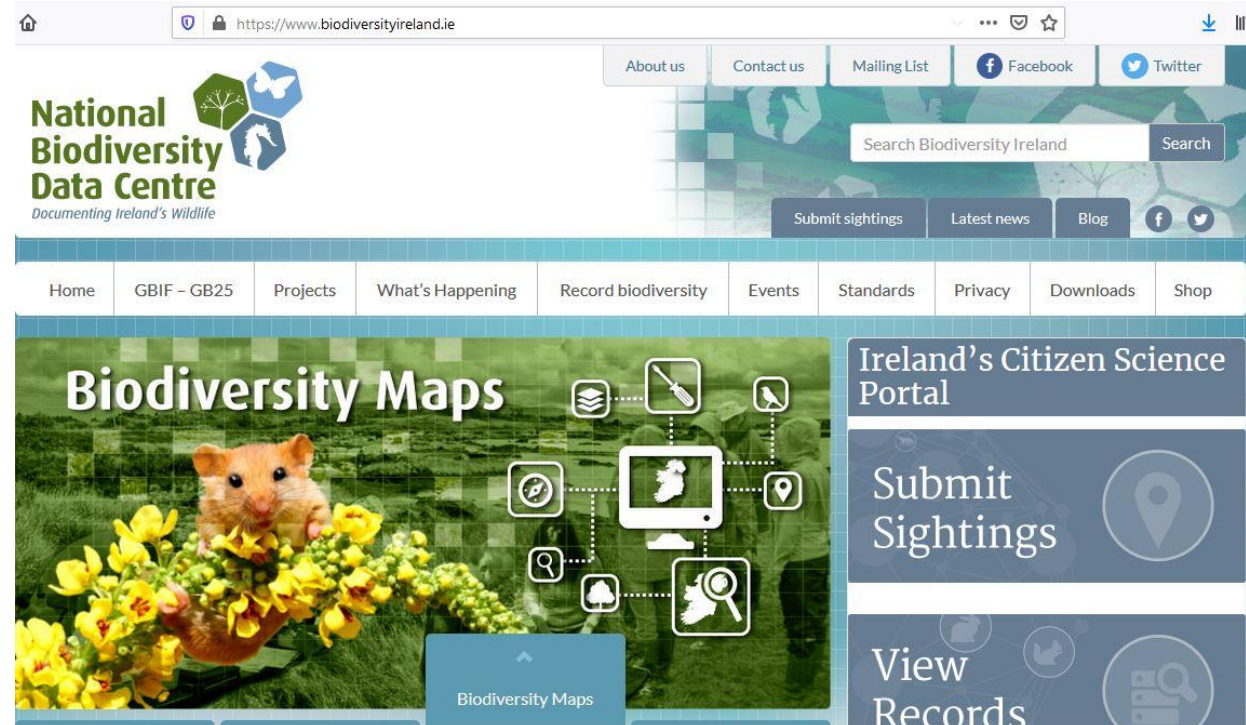 https://www.biodiversityireland.ie
About us
Contact us
Mailing List
Facebook
Twitter
National
Biodiversity
Data Centre
Documenting Ireland's Wildlife
Search Biodiversity Ireland
Search
Submit sightings
Latest news
Blog
Home
GBIF – GB25
Projects
What's Happening
Record biodiversity
Events
Standards
Privacy
Downloads
Shop
Biodiversity Maps
Ireland's Citizen Science
Portal
Submit
Sightings
Biodiversity Maps
View
Records